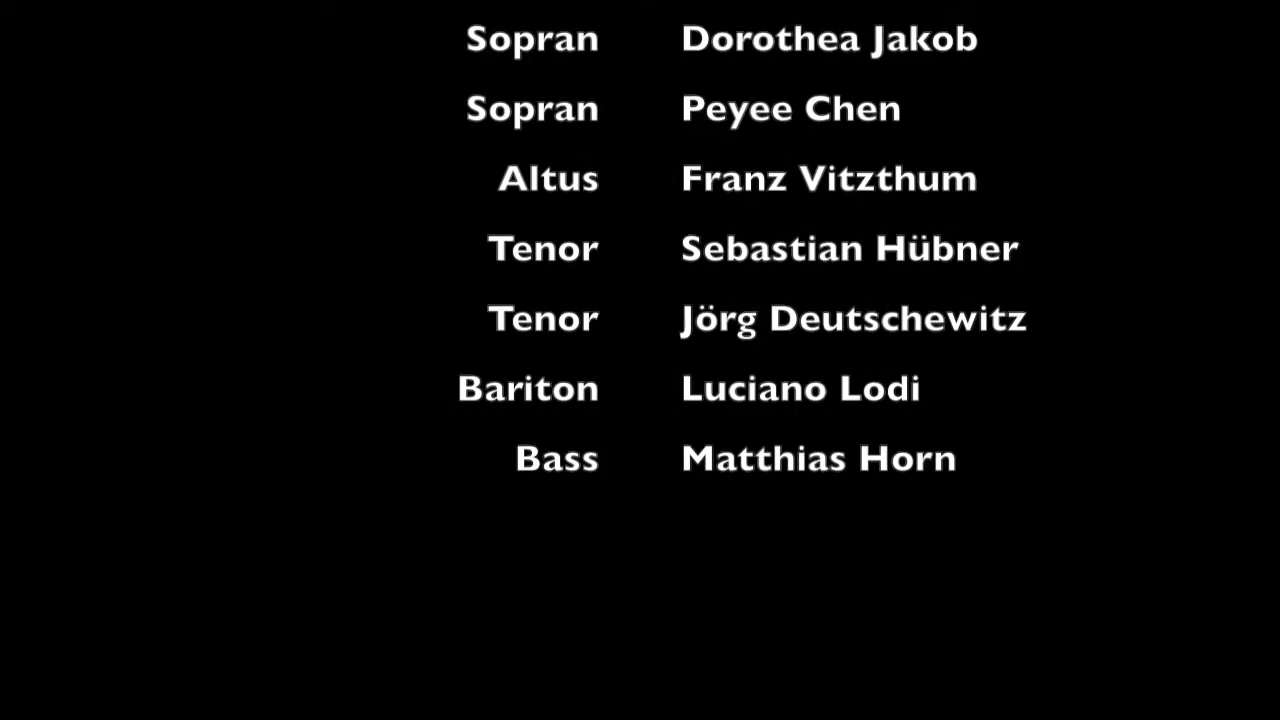 Sopran Dorothea Jakob
Sopran Peyee Chen
Altus Franz Vitzthum
Tenor Sebastian Hübner
Tenor Jörg Deutschewitz
Bariton Luciano Lodi
Bass Matthias Horn